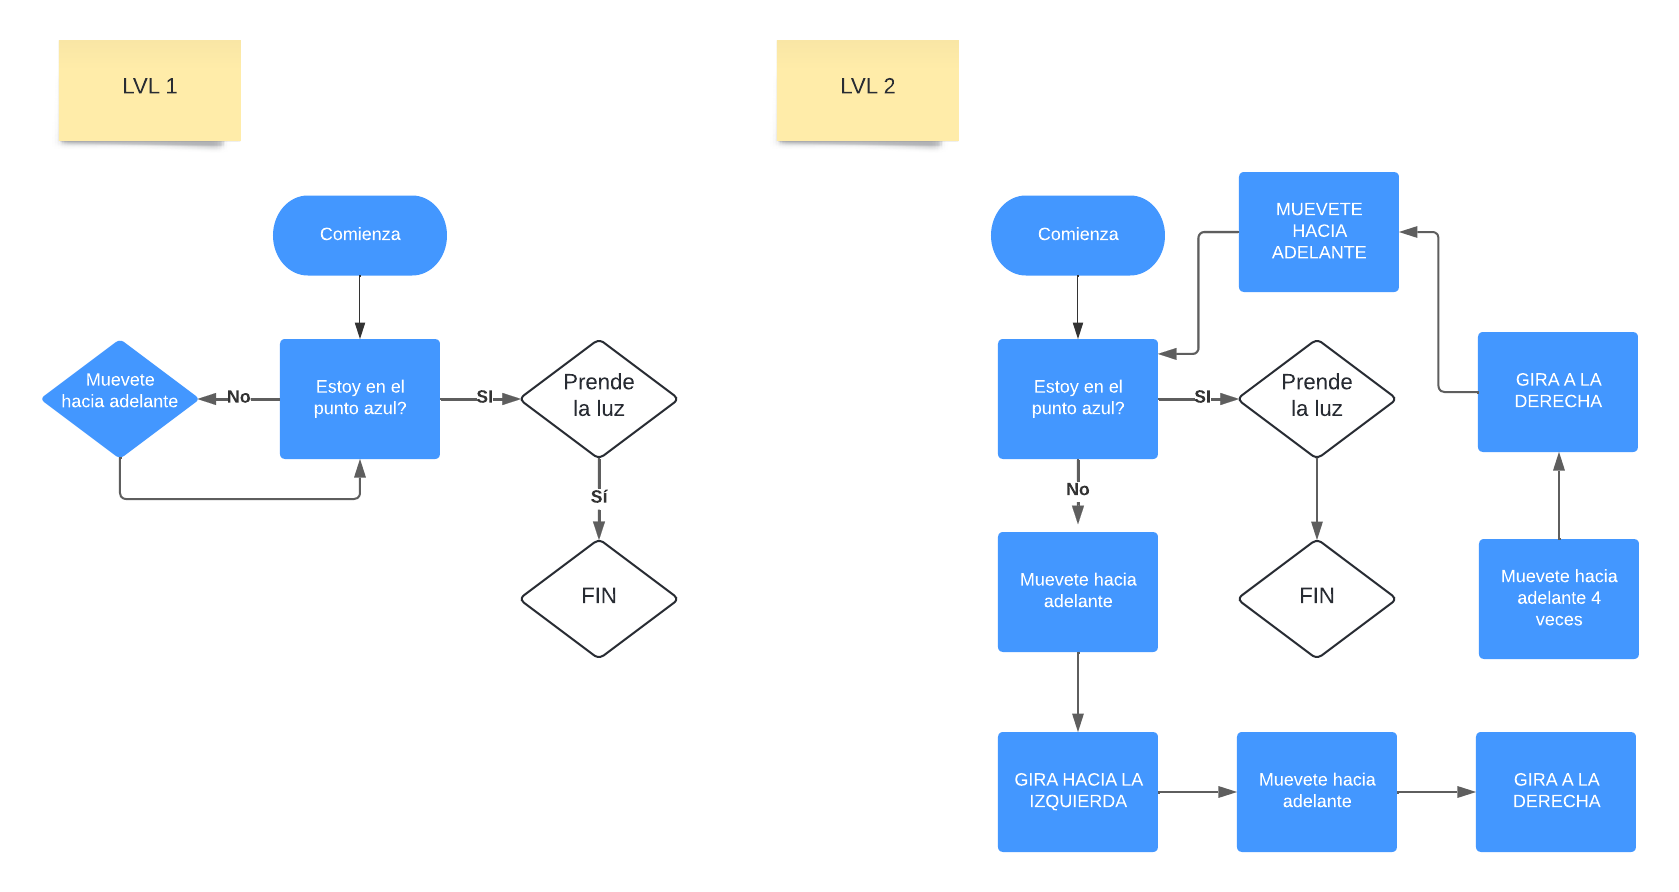 LVL 1
Comienza
Muevete
hacia adelante
No
Estoy en el
punto azul?
SI
Prende
la luz
Sí
FIN
LVL 2
Comienza
MUEVETE
HACIA
ADELANTE
Estoy en el
punto azul?
SI
Prende
la luz
GIRA A LA
DERECHA
No
Muevete hacia
adelante
FIN
Muevete hacia
adelante 4
veces
GIRA HACIA LA
IZQUIERDA
Muevete hacia
adelante
GIRA A LA
DERECHA